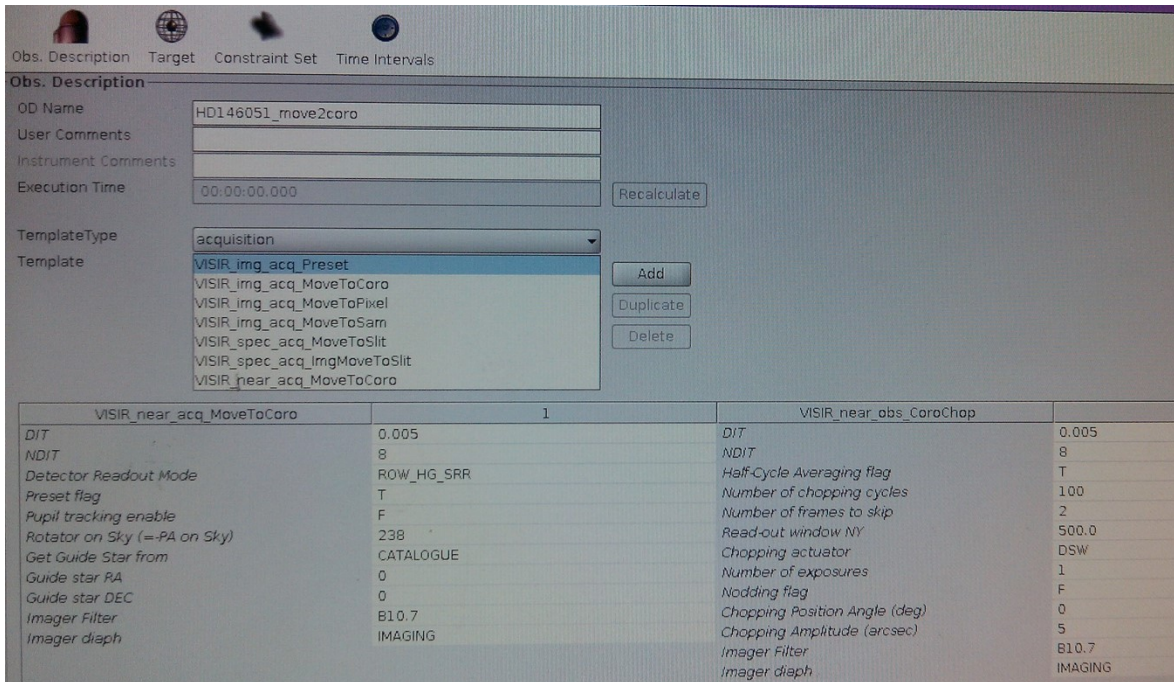 Obs. Description Target Constraint Set Time Intervals
Obs. Description
OD Name HD146051_move2coro
User Comments
Instrument Comments
Execution Time 00:00:00.000 Recalculate
TemplateType acquisition
Template VISIR_img_acq_Preset Add
VISIR_img_acq_MoveToCoro
VISIR_img_acq_MoveToPixel Duplicate
VISIR_img_acq_MoveToSam
VISIR_spec_acq_MoveToSlit Delete
VISIR_spec_acq_ImgMoveToSlit
VISIR_near_acq_MoveToCoro
VISIR_near_acq_MoveToCoro 1 VISIR_near_obs_CoroChop
DIT 0.005 DIT 0.005
NDIT 8 NDIT 8
Detector Readout Mode ROW_HG_SRR Half-Cycle Averaging flag T
Preset flag T Number of chopping cycles 100
Pupil tracking enable F Number of frames to skip 2
Rotator on Sky (=-PA on Sky) 238 Read-out window NY 500.0
Get Guide Star from CATALOGUE Chopping actuator DSW
Guide star RA 0 Number of exposures 1
Guide star DEC 0 Nodding flag F
Imager Filter B10.7 Chopping Position Angle (deg) 0
Imager diaph IMAGING Chopping Amplitude (arcsec) 5
Imager Filter B10.7
Imager diaph IMAGING